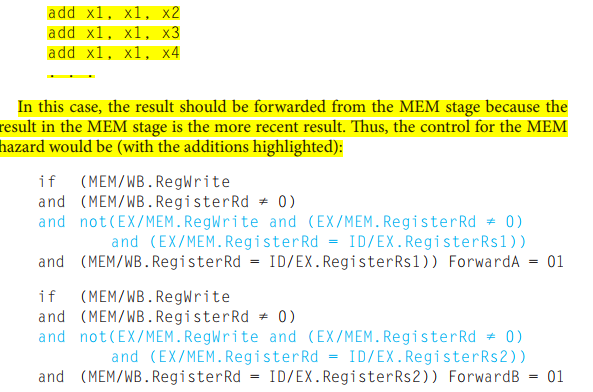 add x1, x1, x2
add x1, x1, x3
add x1, x1, x4
. . .
In this case, the result should be forwarded from the MEM stage because the
result in the MEM stage is the more recent result. Thus, the control for the MEM
hazard would be (with the additions highlighted):
if (MEM/WB.RegWrite
and (MEM/WB.RegisterRd ≠ 0)
and not(EX/MEM.RegWrite and (EX/MEM.RegisterRd ≠ 0)
and (EX/MEM.RegisterRd = ID/EX.RegisterRs1))
and (MEM/WB.RegisterRd = ID/EX.RegisterRs1)) ForwardA = 01
if (MEM/WB.RegWrite
and (MEM/WB.RegisterRd ≠ 0)
and not(EX/MEM.RegWrite and (EX/MEM.RegisterRd ≠ 0)
and (EX/MEM.RegisterRd = ID/EX.RegisterRs2))
and (MEM/WB.RegisterRd = ID/EX.RegisterRs2)) ForwardB = 01